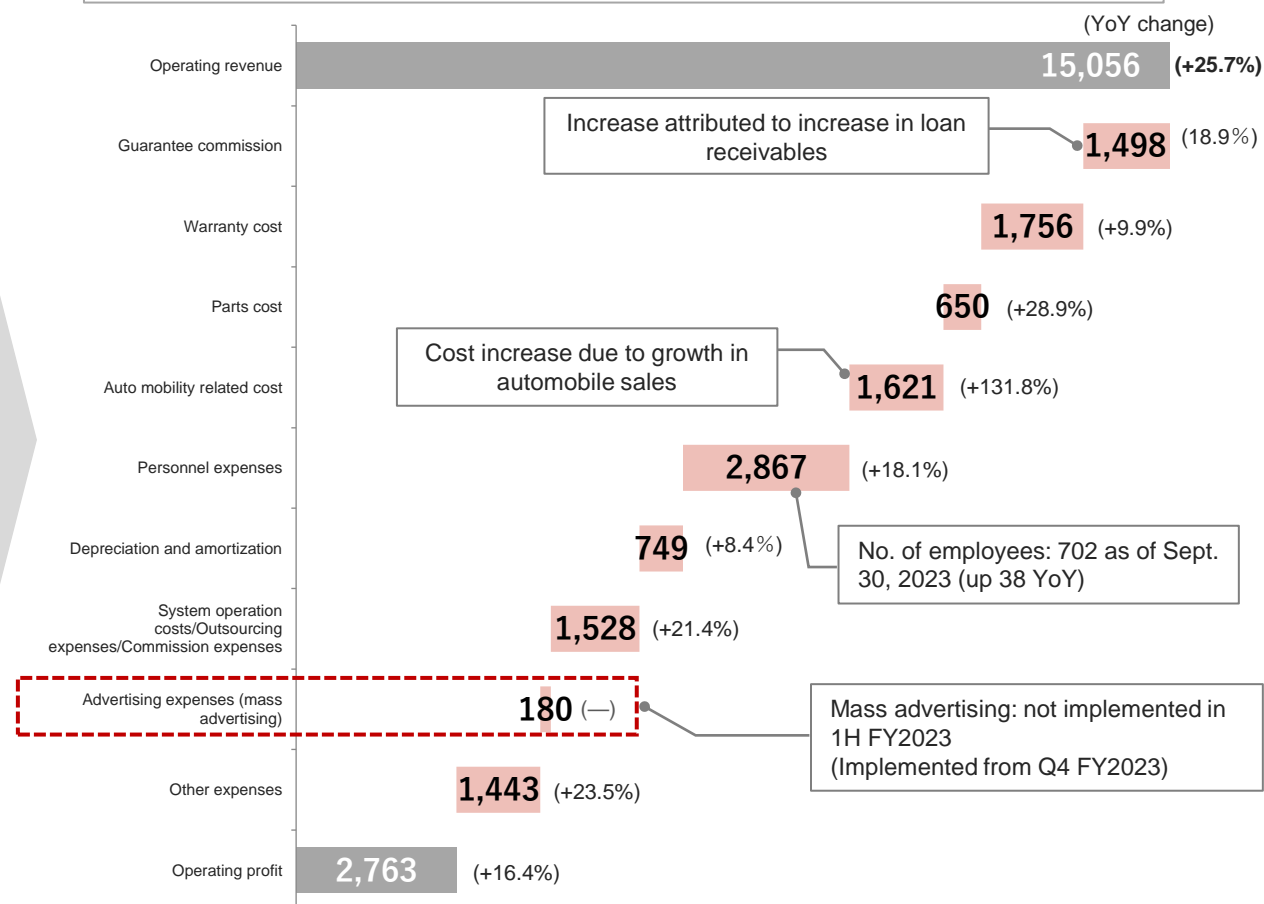 (YoY change)
Operating revenue
15,056
(+25.7%)
Increase attributed to increase in loan
receivables
Guarantee commission
1,498
(18.9%)
Warranty cost
1,756
(+9.9%)
Parts cost
650
(+28.9%)
Cost increase due to growth in
automobile sales
Auto mobility related cost
1,621
(+131.8%)
Personnel expenses
2,867
(+18.1%)
Depreciation and amortization
749
(+8.4%)
No. of employees: 702 as of Sept.
30, 2023 (up 38 YoY)
System operation
costs/Outsourcing
expenses/Commission expenses
1,528
(+21.4%)
Advertising expenses (mass
advertising)
180
(—)
Mass advertising: not implemented in
1H FY2023
(Implemented from Q4 FY2023)
Other expenses
1,443
(+23.5%)
Operating profit
2,763
(+16.4%)